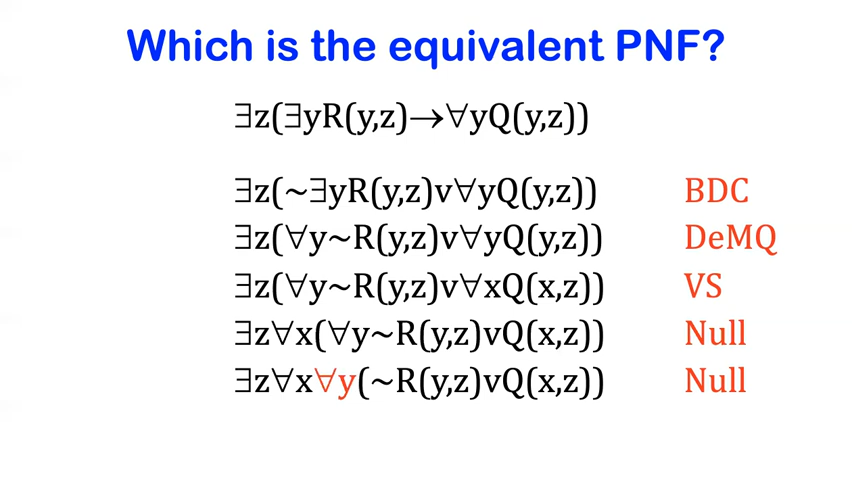 Which is the equivalent PNF?
∃z(∃yR(y,z)→∀yQ(y,z))
∃z(~∃yR(y,z)v∀yQ(y,z)) BDC
∃z(∀y~R(y,z)v∀yQ(y,z)) DeMQ
∃z(∀y~R(y,z)v∀xQ(x,z)) VS
∃z∀x(∀y~R(y,z)vQ(x,z)) Null
∃z∀x∀y(~R(y,z)vQ(x,z)) Null